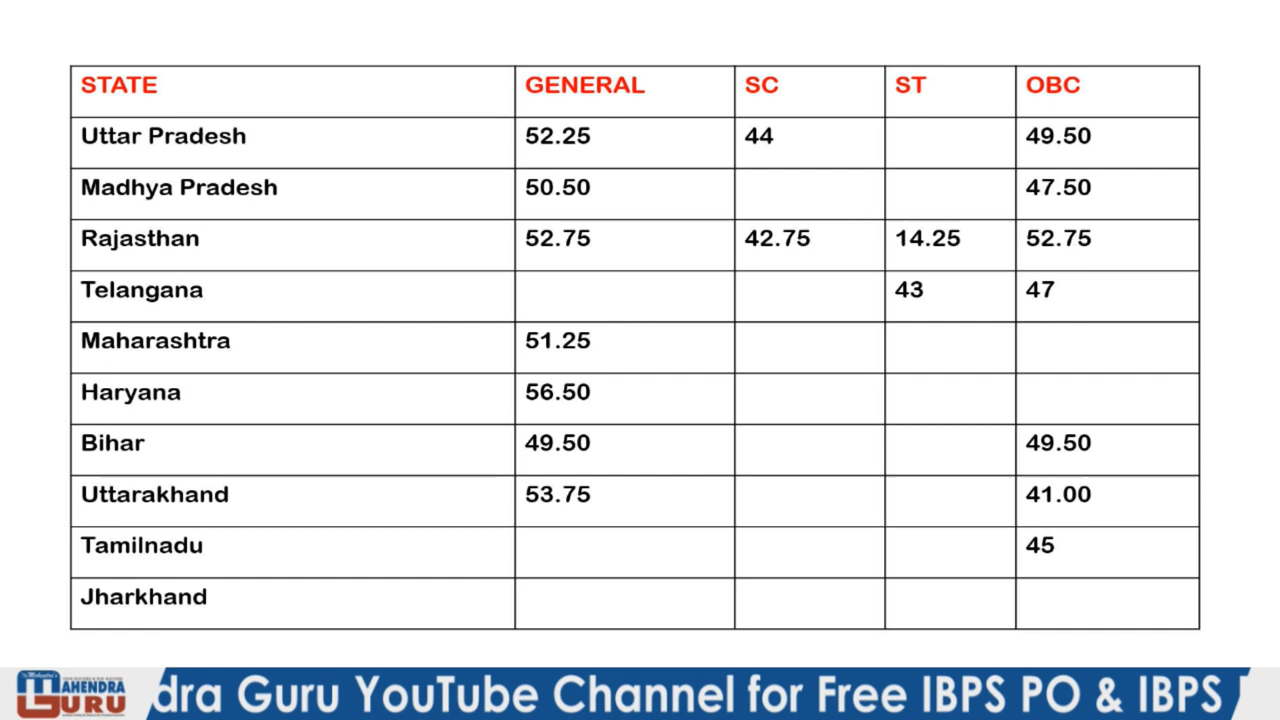 STATE GENERAL SC ST OBC
Uttar Pradesh 52.25 44 49.50
Madhya Pradesh 50.50 47.50
Rajasthan 52.75 42.75 14.25 52.75
Telangana 43 47
Maharashtra 51.25
Haryana 56.50
Bihar 49.50 49.50
Uttarakhand 53.75 41.00
Tamilnadu 45
Jharkhand
AHENDRA
GURU
dra Guru YouTube Channel for Free IBPS PO & IBPS